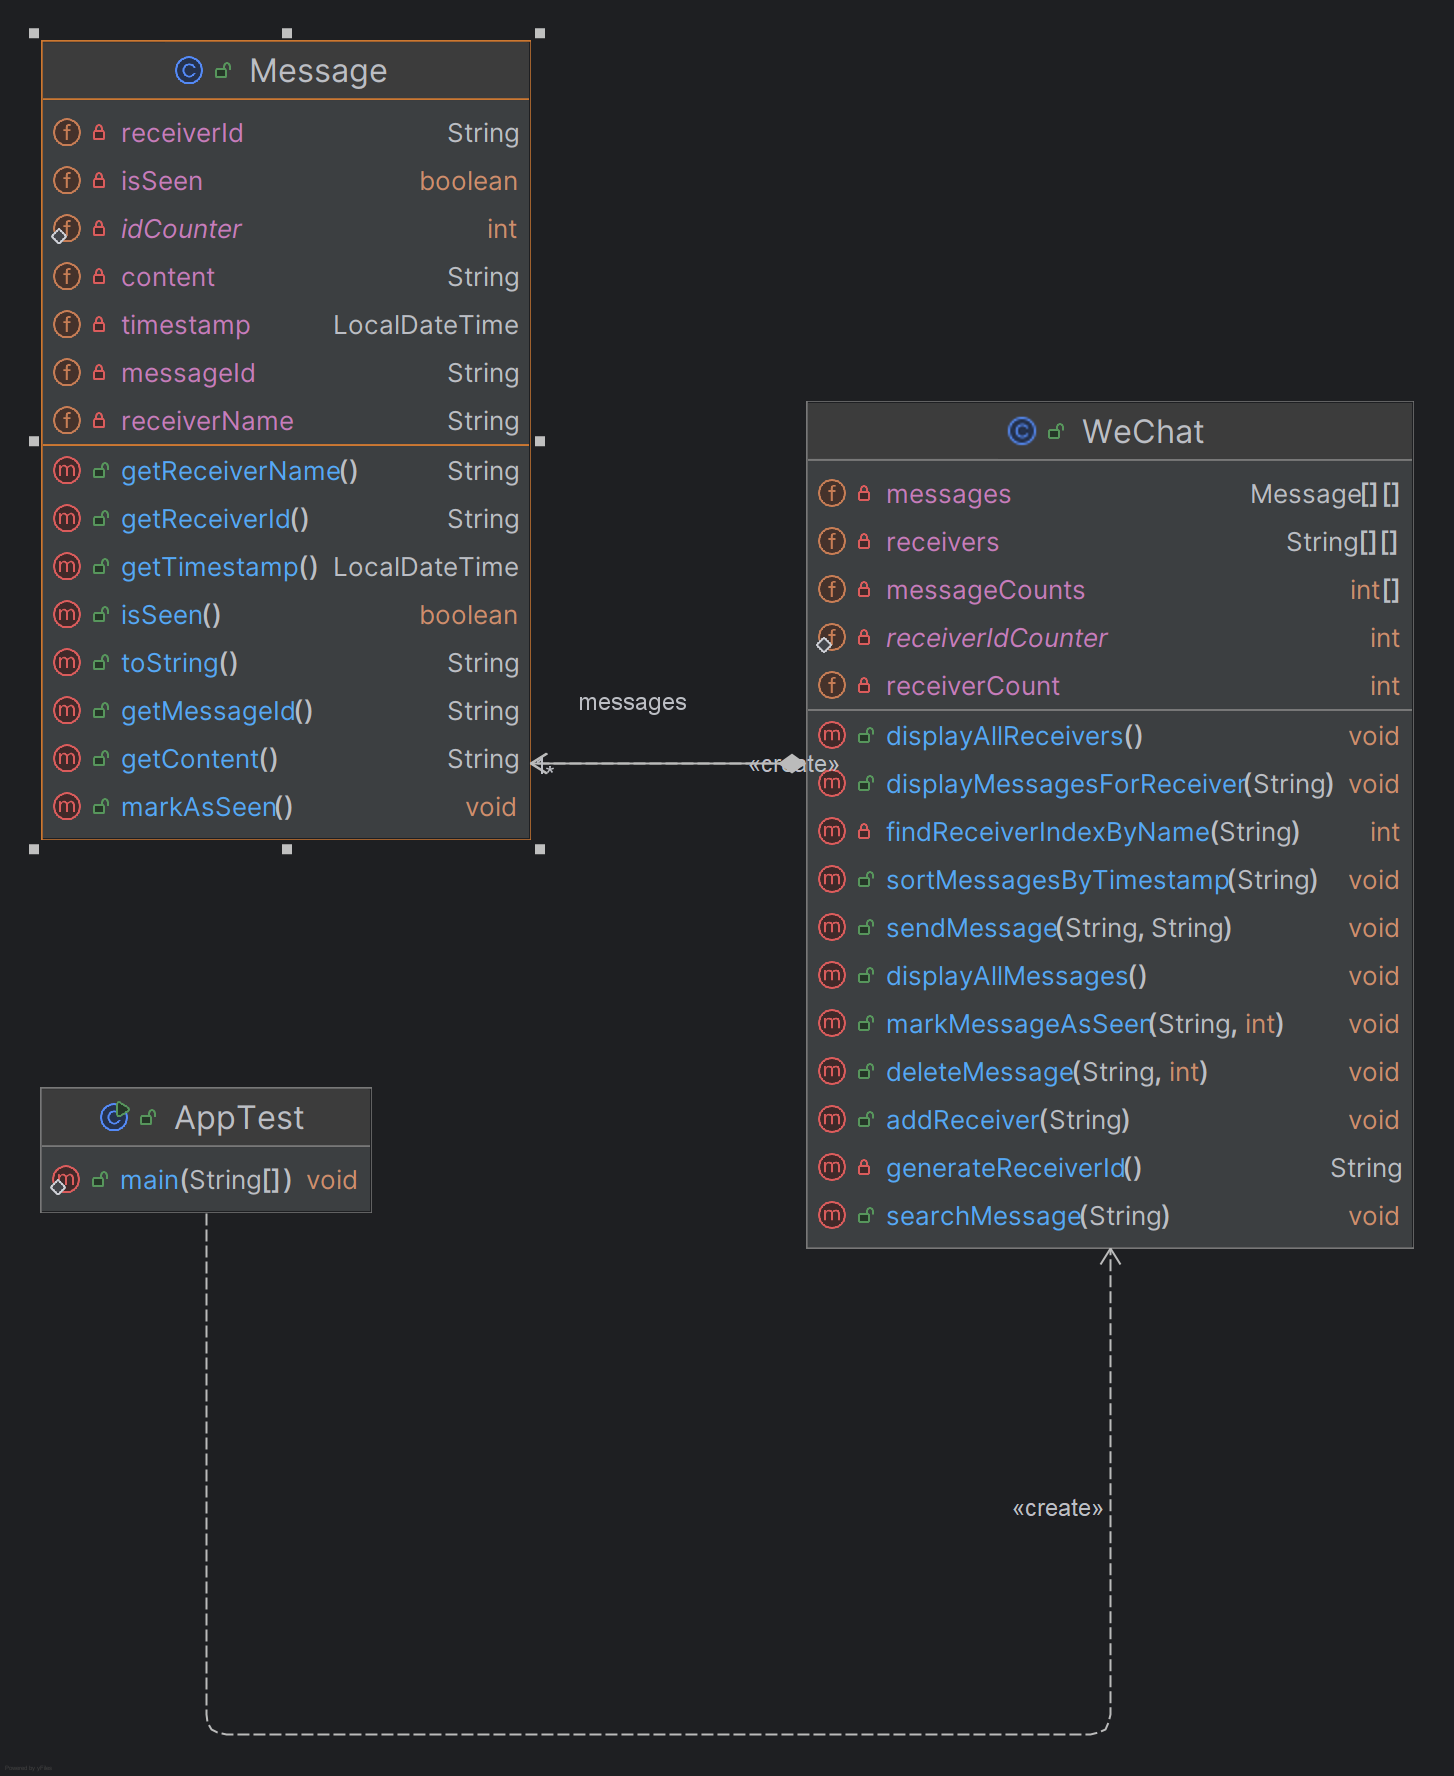 Message
receiverId String
isSeen boolean
idCounter int
content String
timestamp LocalDateTime
messageId String
receiverName String
getReceiverName() String
getReceiverId() String
getTimestamp() LocalDateTime
isSeen() boolean
toString() String
getMessageId() String
getContent() String
markAsSeen() void
messages
«create»
WeChat
messages Message[][]
receivers String[][]
messageCounts int[]
receiverIdCounter int
receiverCount int
displayAllReceivers() void
displayMessagesForReceiver(String) void
findReceiverIndexByName(String) int
sortMessagesByTimestamp(String) void
sendMessage(String, String) void
displayAllMessages() void
markMessageAsSeen(String, int) void
deleteMessage(String, int) void
addReceiver(String) void
generateReceiverId() String
searchMessage(String) void
AppTest
main(String[]) void
«create»
Powered by yFiles